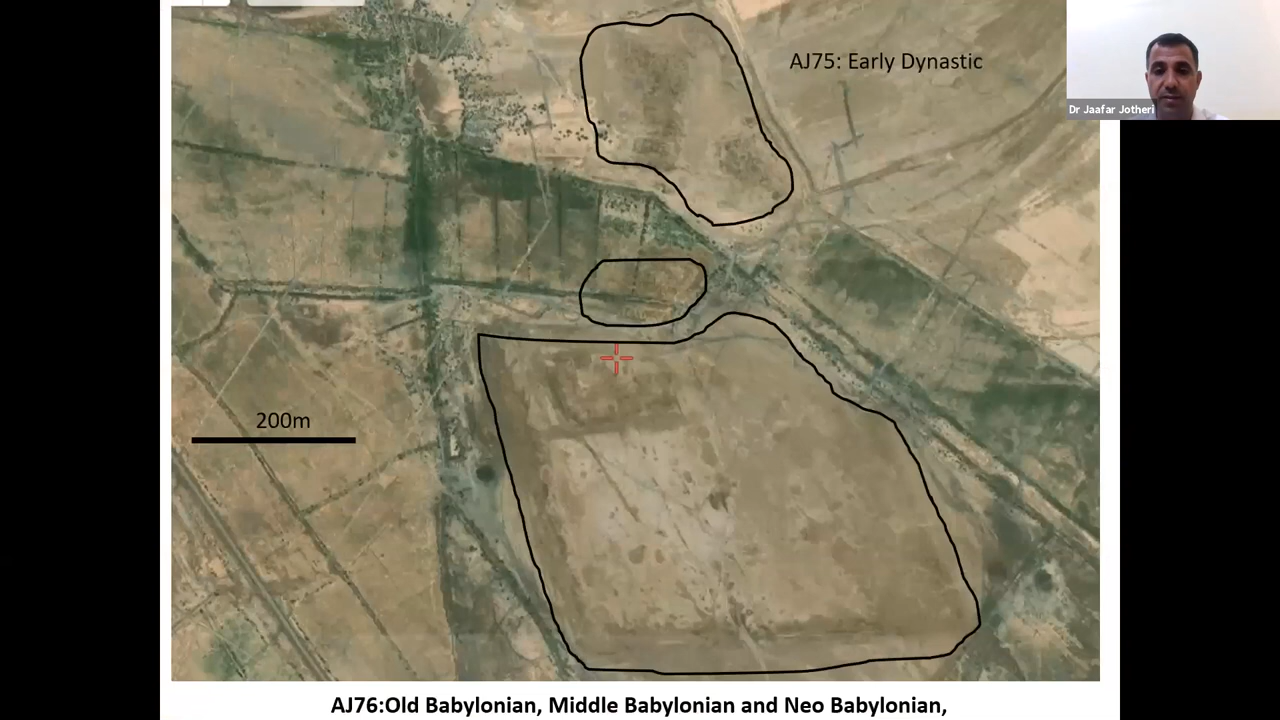 AJ75: Early Dynastic
Dr Jaafar Jotheri
200m
AJ76:Old Babylonian, Middle Babylonian and Neo Babylonian,